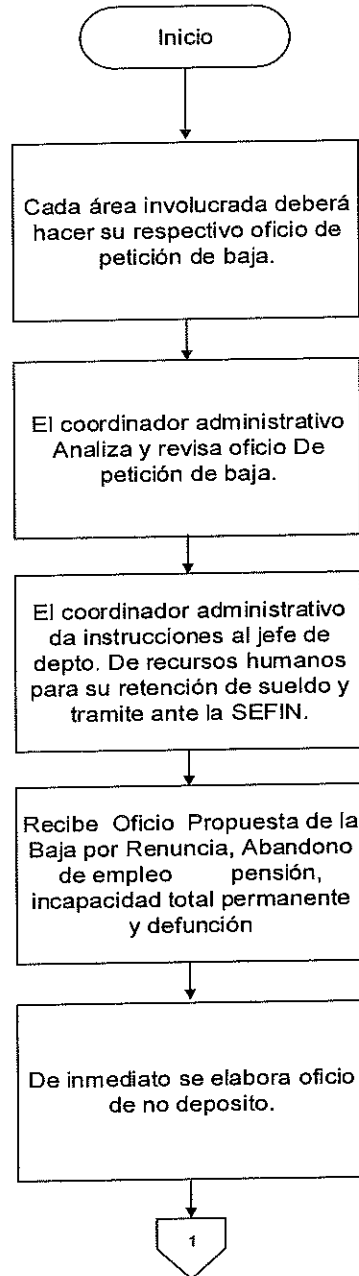 Inicio
Cada área involucrada deberá
hacer su respectivo oficio de
petición de baja.
El coordinador administrativo
Analiza y revisa oficio De
petición de baja.
El coordinador administrativo
da instrucciones al jefe de
depto. De recursos humanos
para su retención de sueldo y
tramite ante la SEFIN.
Recibe Oficio Propuesta de la
Baja por Renuncia, Abandono
de empleo pensión,
incapacidad total permanente
y defunción
De inmediato se elabora oficio
de no deposito.
1